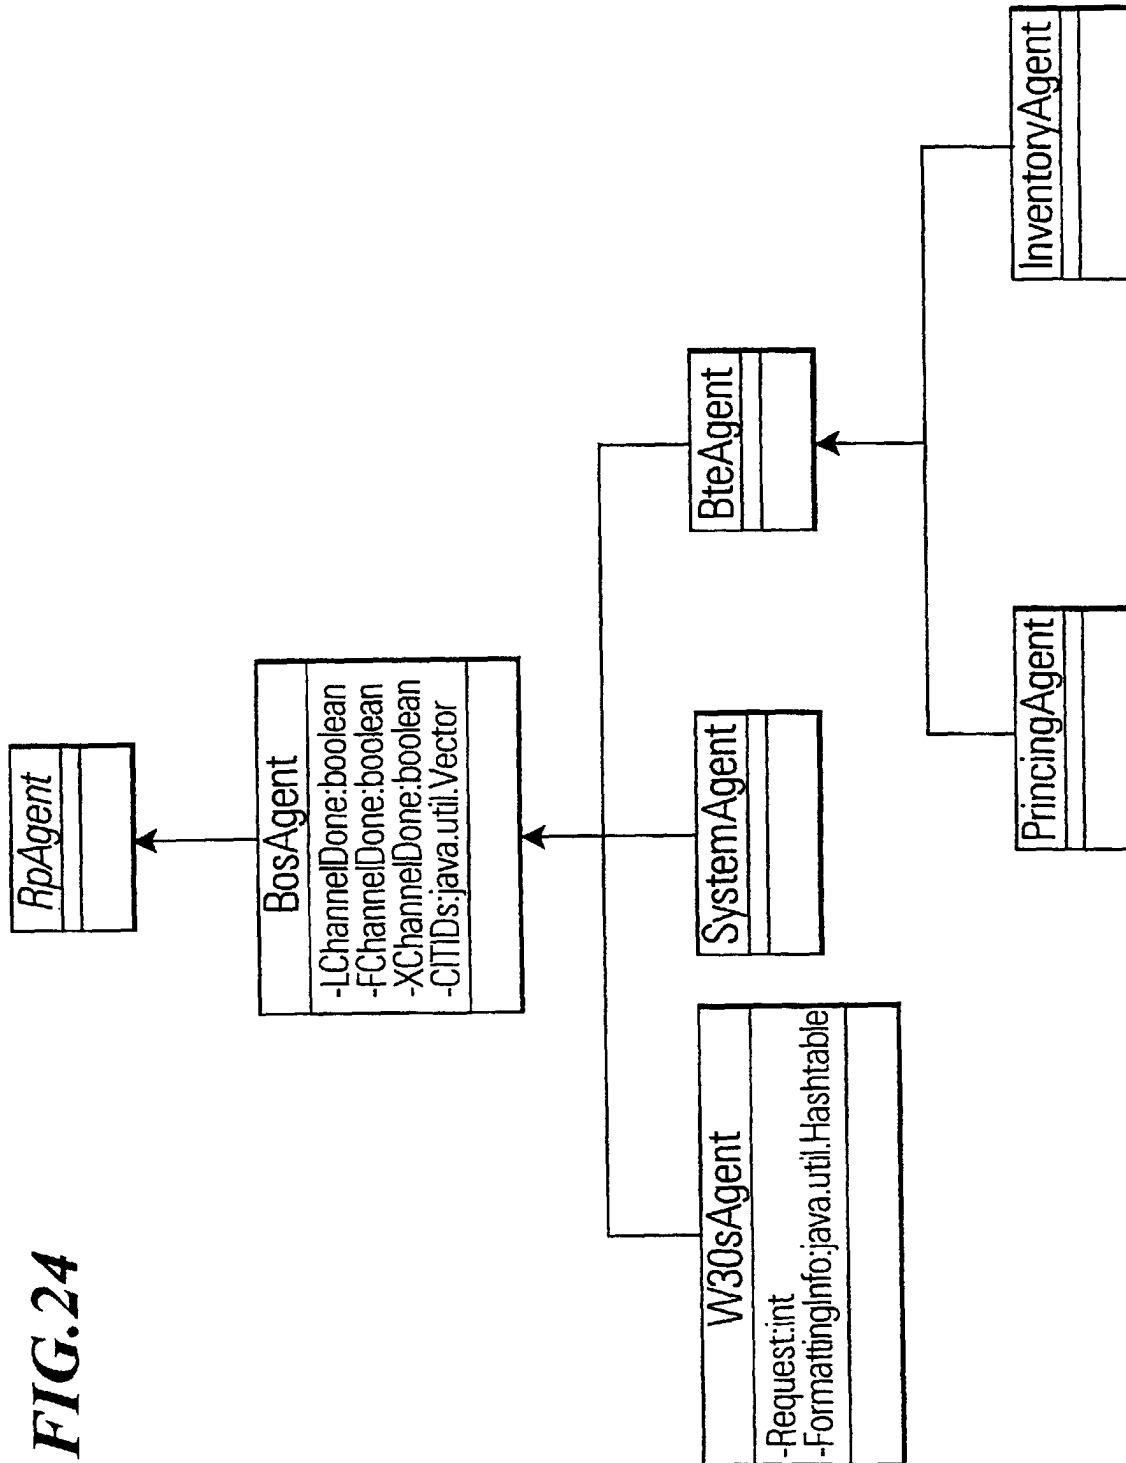 FIG.24
RpAgent
BosAgent
-LChannelDone:boolean
-FChannelDone:boolean
-XChannelDone:boolean
-CITIDs:java.util.Vector
W30sAgent
-Request:int
-FormattingInfo:java.util.Hashtable
SystemAgent
BteAgent
PrincingAgent
InventoryAgent